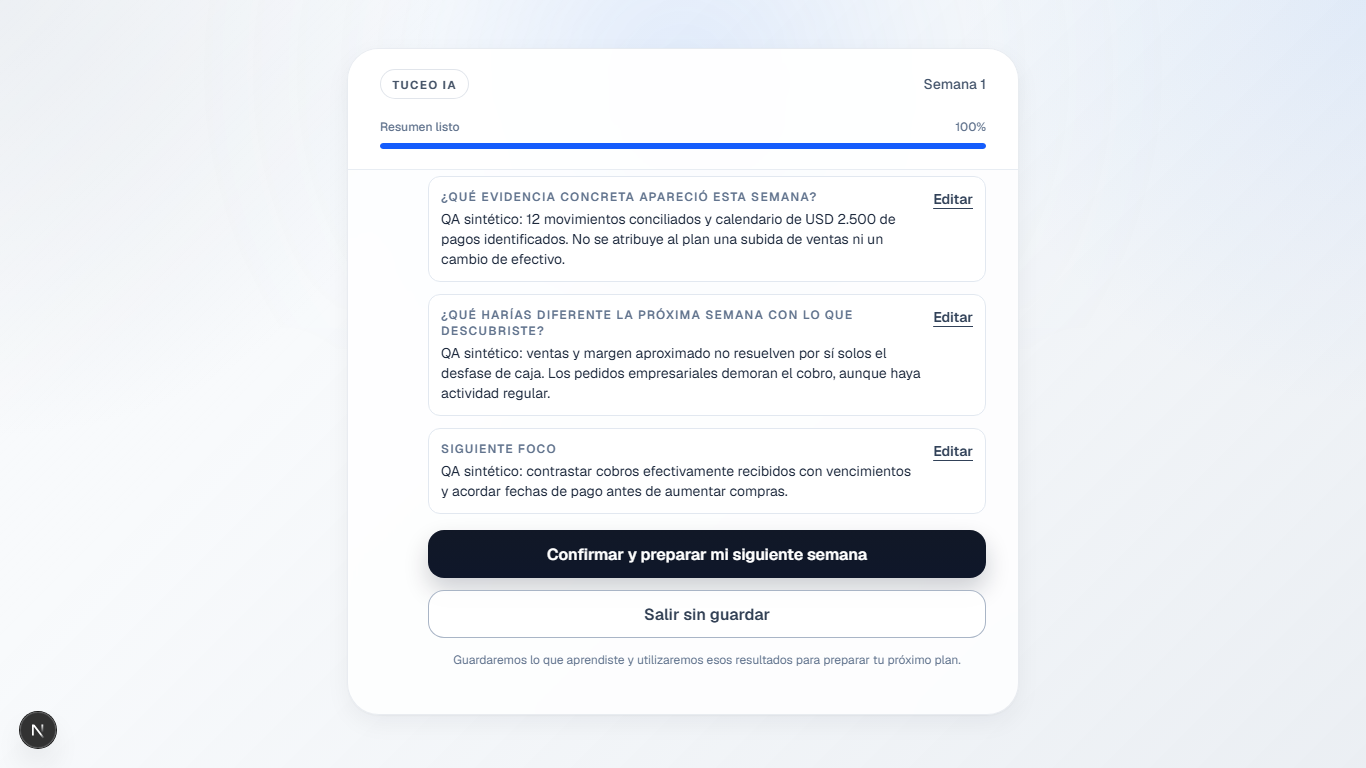 TUCEO IA
Semana 1
Resumen listo
100%
¿QUÉ EVIDENCIA CONCRETA APARECIÓ ESTA SEMANA?
Editar
QA sintético: 12 movimientos conciliados y calendario de USD 2.500 de
pagos identificados. No se atribuye al plan una subida de ventas ni un
cambio de efectivo.
¿QUÉ HARÍAS DIFERENTE LA PRÓXIMA SEMANA CON LO QUE
DESCUBRISTE?
Editar
QA sintético: ventas y margen aproximado no resuelven por sí solos el
desfase de caja. Los pedidos empresariales demoran el cobro, aunque haya
actividad regular.
SIGUIENTE FOCO
Editar
QA sintético: contrastar cobros efectivamente recibidos con vencimientos
y acordar fechas de pago antes de aumentar compras.
Confirmar y preparar mi siguiente semana
Salir sin guardar
Guardaremos lo que aprendiste y utilizaremos esos resultados para preparar tu próximo plan.
N